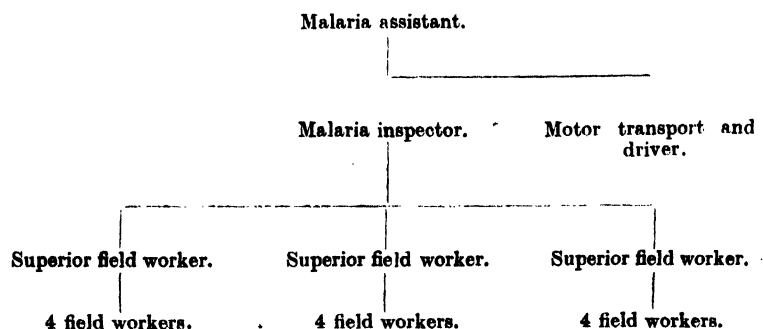 Malaria assistant.
Malaria inspector. Motor transport and
driver.
Superior field worker. Superior field worker. Superior field worker.
4 field workers. 4 field workers. 4 field workers.